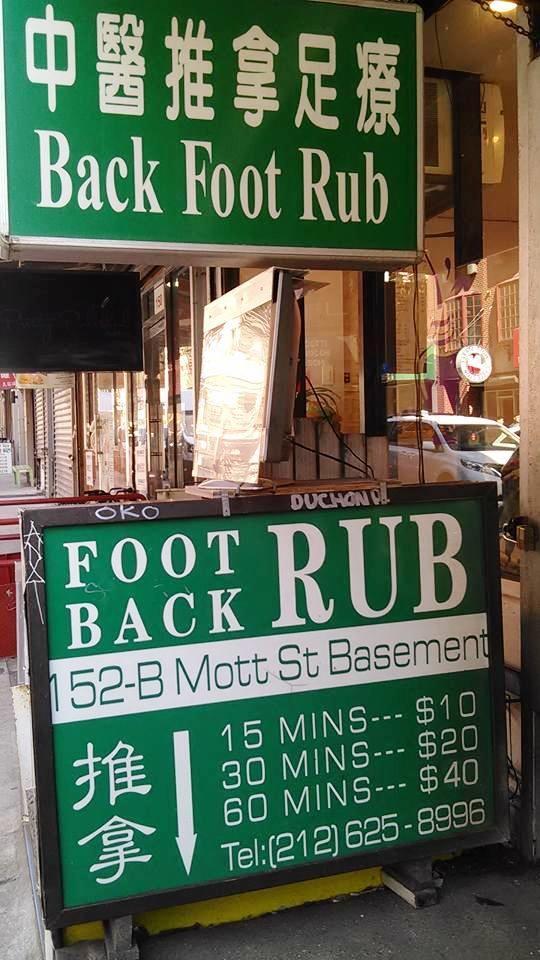 中醫推拿足療
Back Foot Rub
OKO
DUCHAN
FOOT
BACK
RUB
152-B Mott St Basement
推拿
15 MINS--- $10
30 MINS--- $20
60 MINS--- $40
Tel:(212)625-8996